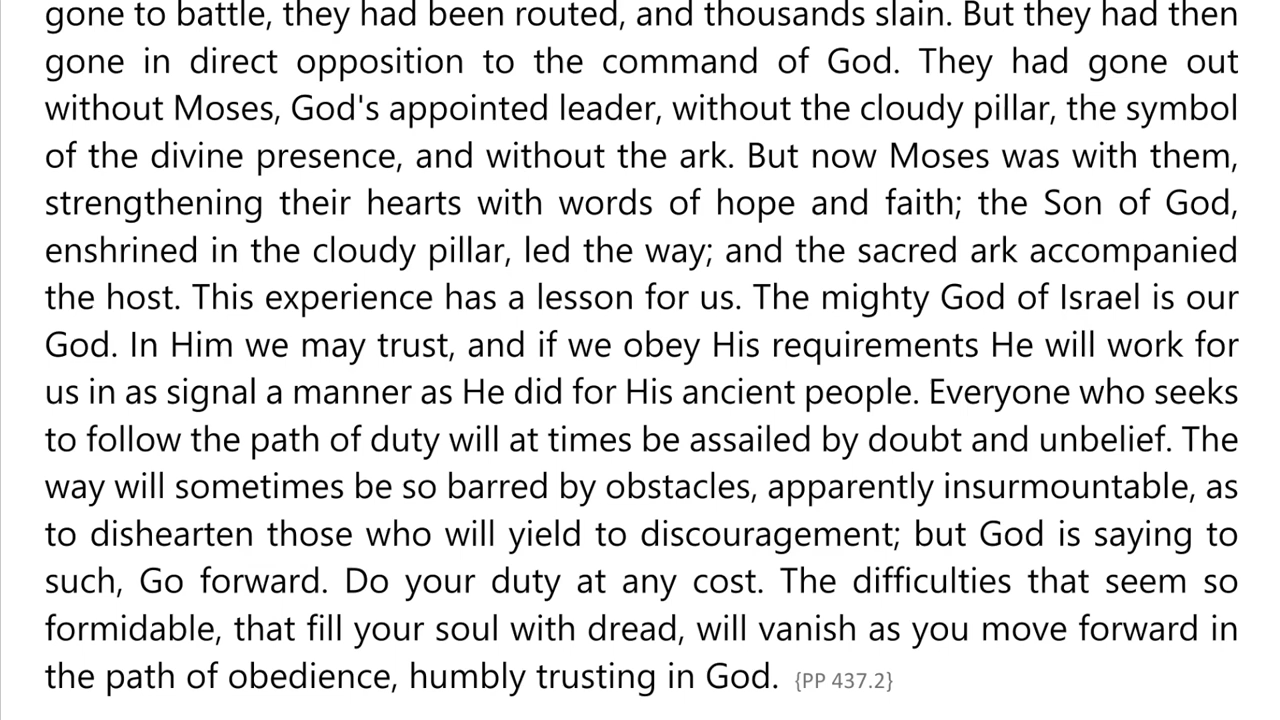 gone to battle, they had been routed, and thousands slain. But they had then
gone in direct opposition to the command of God. They had gone out
without Moses, God's appointed leader, without the cloudy pillar, the symbol
of the divine presence, and without the ark. But now Moses was with them,
strengthening their hearts with words of hope and faith; the Son of God,
enshrined in the cloudy pillar, led the way; and the sacred ark accompanied
the host. This experience has a lesson for us. The mighty God of Israel is our
God. In Him we may trust, and if we obey His requirements He will work for
us in as signal a manner as He did for His ancient people. Everyone who seeks
to follow the path of duty will at times be assailed by doubt and unbelief. The
way will sometimes be so barred by obstacles, apparently insurmountable, as
to dishearten those who will yield to discouragement; but God is saying to
such, Go forward. Do your duty at any cost. The difficulties that seem so
formidable, that fill your soul with dread, will vanish as you move forward in
the path of obedience, humbly trusting in God. {PP 437.2}